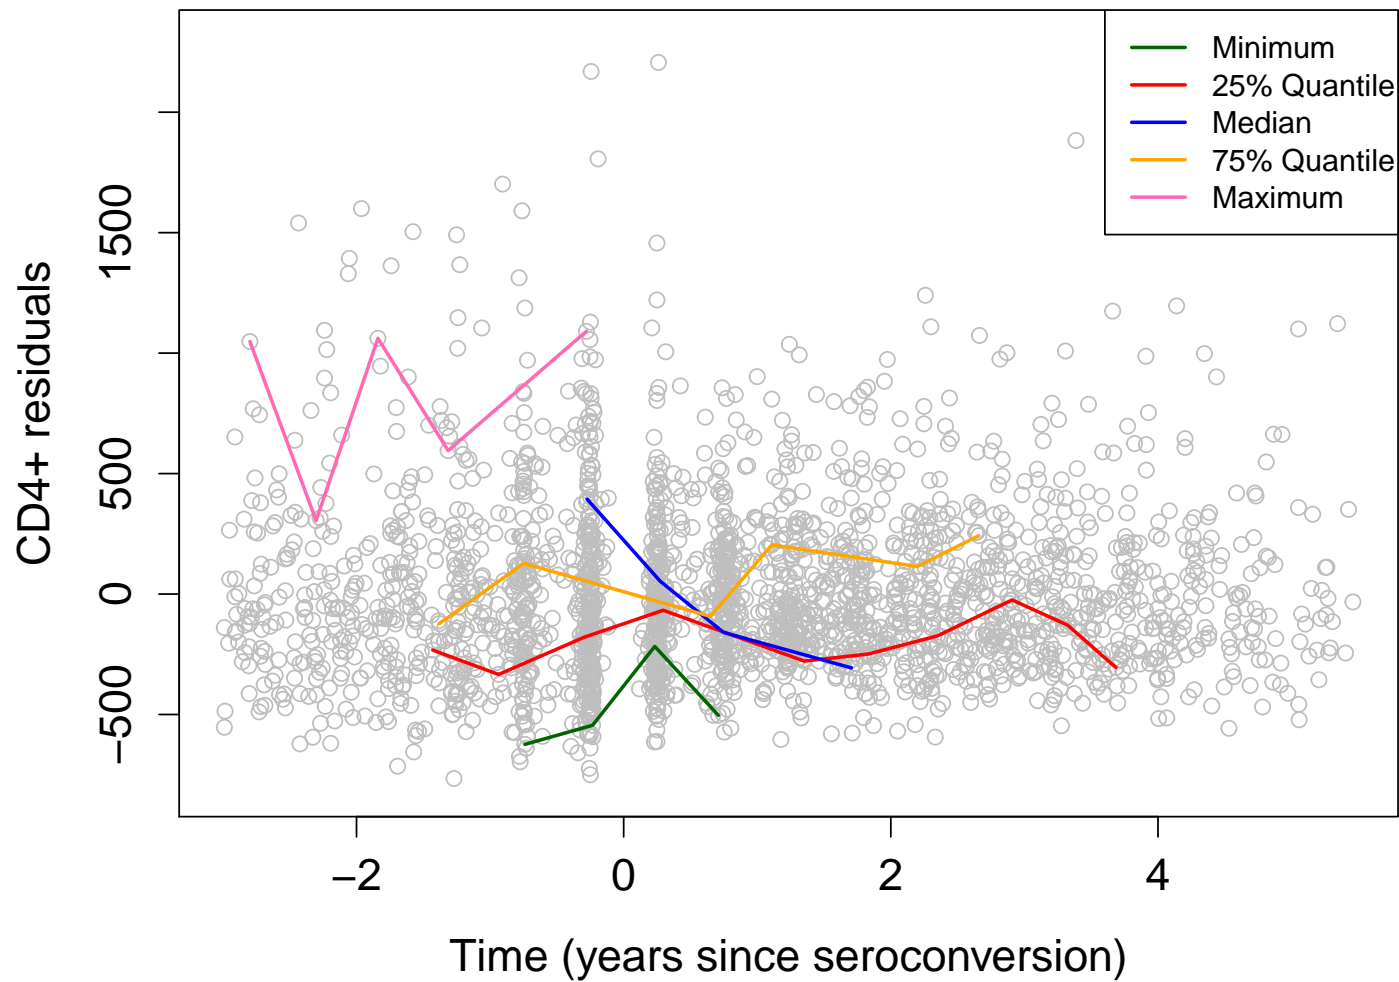 Minimum
25% Quantile
Median
75% Quantile
Maximum
CD4+ residuals
1500
500
0
−500
−2 0 2 4
Time (years since seroconversion)